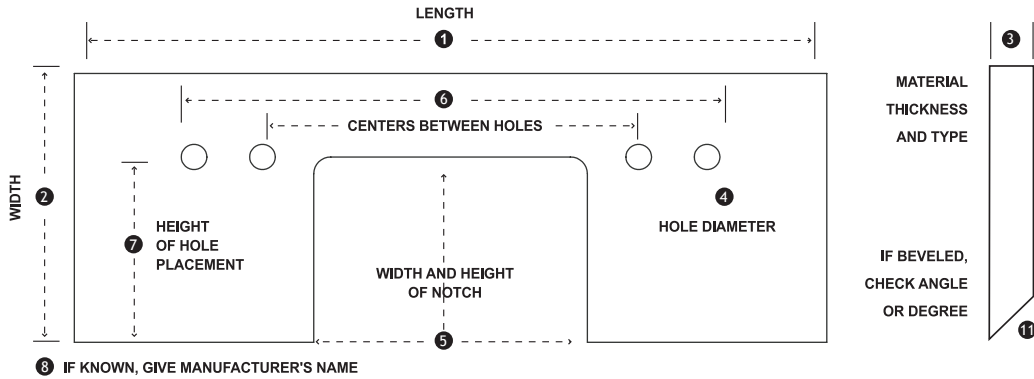 LENGTH
1
3
6
CENTERS BETWEEN HOLES
MATERIAL
THICKNESS
AND TYPE
WIDTH
2
4
HOLE DIAMETER
7
HEIGHT
OF HOLE
PLACEMENT
WIDTH AND HEIGHT
OF NOTCH
5
IF BEVELED,
CHECK ANGLE
OR DEGREE
11
8 IF KNOWN, GIVE MANUFACTURER'S NAME